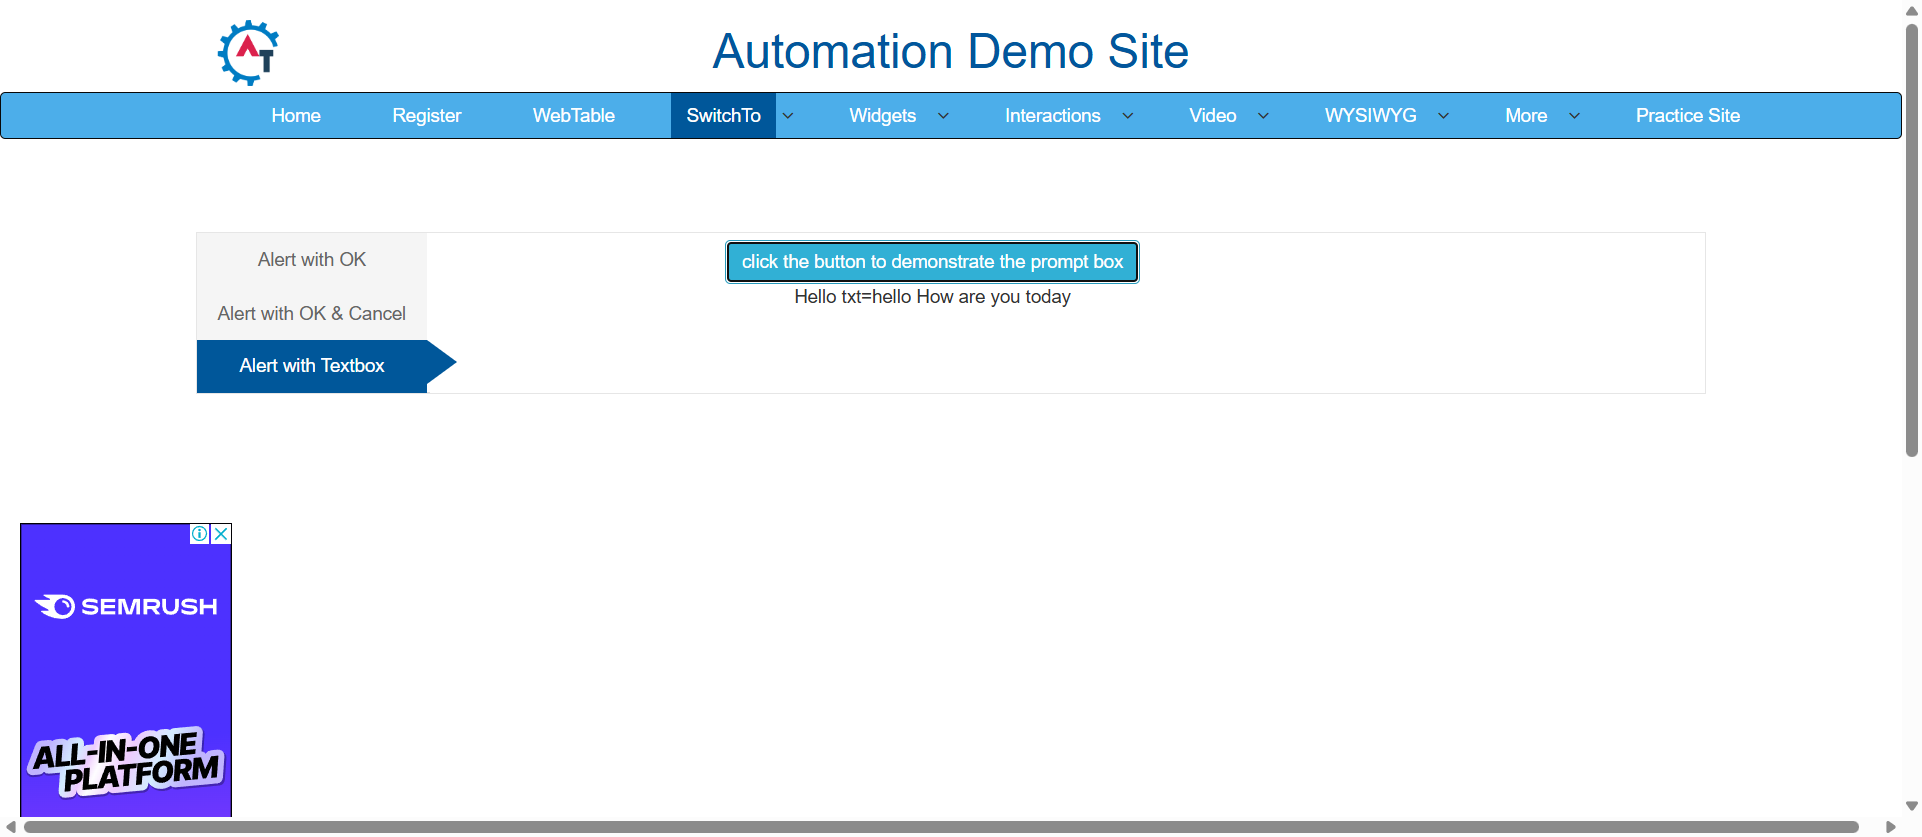 AT
Automation Demo Site
Home Register WebTable SwitchTo Widgets Interactions Video WYSIWYG More Practice Site
Alert with OK
Alert with OK & Cancel
Alert with Textbox
click the button to demonstrate the prompt box
Hello txt=hello How are you today
SEMRUSH
ALL-IN-ONE
PLATFORM